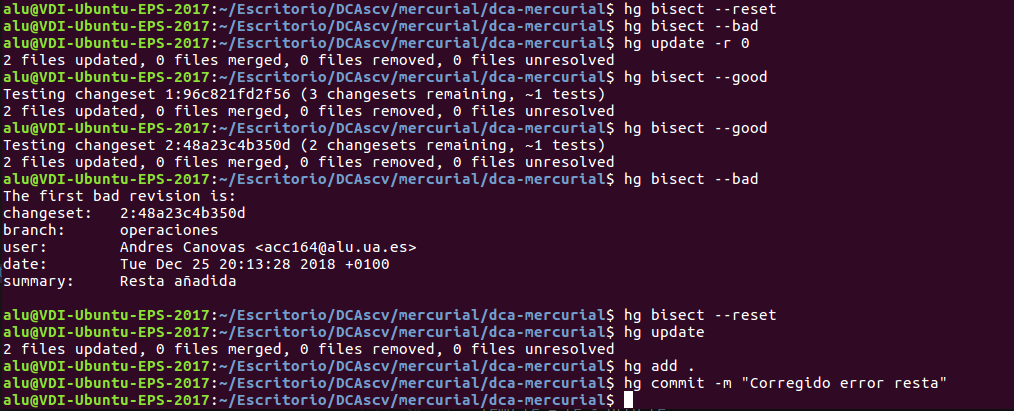 alu@VDI-Ubuntu-EPS-2017:~/Escritorio/DCAscv/mercurial/dca-mercurial$ hg bisect --reset
alu@VDI-Ubuntu-EPS-2017:~/Escritorio/DCAscv/mercurial/dca-mercurial$ hg bisect --bad
alu@VDI-Ubuntu-EPS-2017:~/Escritorio/DCAscv/mercurial/dca-mercurial$ hg update -r 0
2 files updated, 0 files merged, 0 files removed, 0 files unresolved
alu@VDI-Ubuntu-EPS-2017:~/Escritorio/DCAscv/mercurial/dca-mercurial$ hg bisect --good
Testing changeset 1:96c821fd2f56 (3 changesets remaining, ~1 tests)
2 files updated, 0 files merged, 0 files removed, 0 files unresolved
alu@VDI-Ubuntu-EPS-2017:~/Escritorio/DCAscv/mercurial/dca-mercurial$ hg bisect --good
Testing changeset 2:48a23c4b350d (2 changesets remaining, ~1 tests)
2 files updated, 0 files merged, 0 files removed, 0 files unresolved
alu@VDI-Ubuntu-EPS-2017:~/Escritorio/DCAscv/mercurial/dca-mercurial$ hg bisect --bad
The first bad revision is:
changeset:   2:48a23c4b350d
branch:      operaciones
user:        Andres Canovas <acc164@alu.ua.es>
date:        Tue Dec 25 20:13:28 2018 +0100
summary:     Resta añadida
alu@VDI-Ubuntu-EPS-2017:~/Escritorio/DCAscv/mercurial/dca-mercurial$ hg bisect --reset
alu@VDI-Ubuntu-EPS-2017:~/Escritorio/DCAscv/mercurial/dca-mercurial$ hg update
2 files updated, 0 files merged, 0 files removed, 0 files unresolved
alu@VDI-Ubuntu-EPS-2017:~/Escritorio/DCAscv/mercurial/dca-mercurial$ hg add .
alu@VDI-Ubuntu-EPS-2017:~/Escritorio/DCAscv/mercurial/dca-mercurial$ hg commit -m "Corregido error resta"
alu@VDI-Ubuntu-EPS-2017:~/Escritorio/DCAscv/mercurial/dca-mercurial$